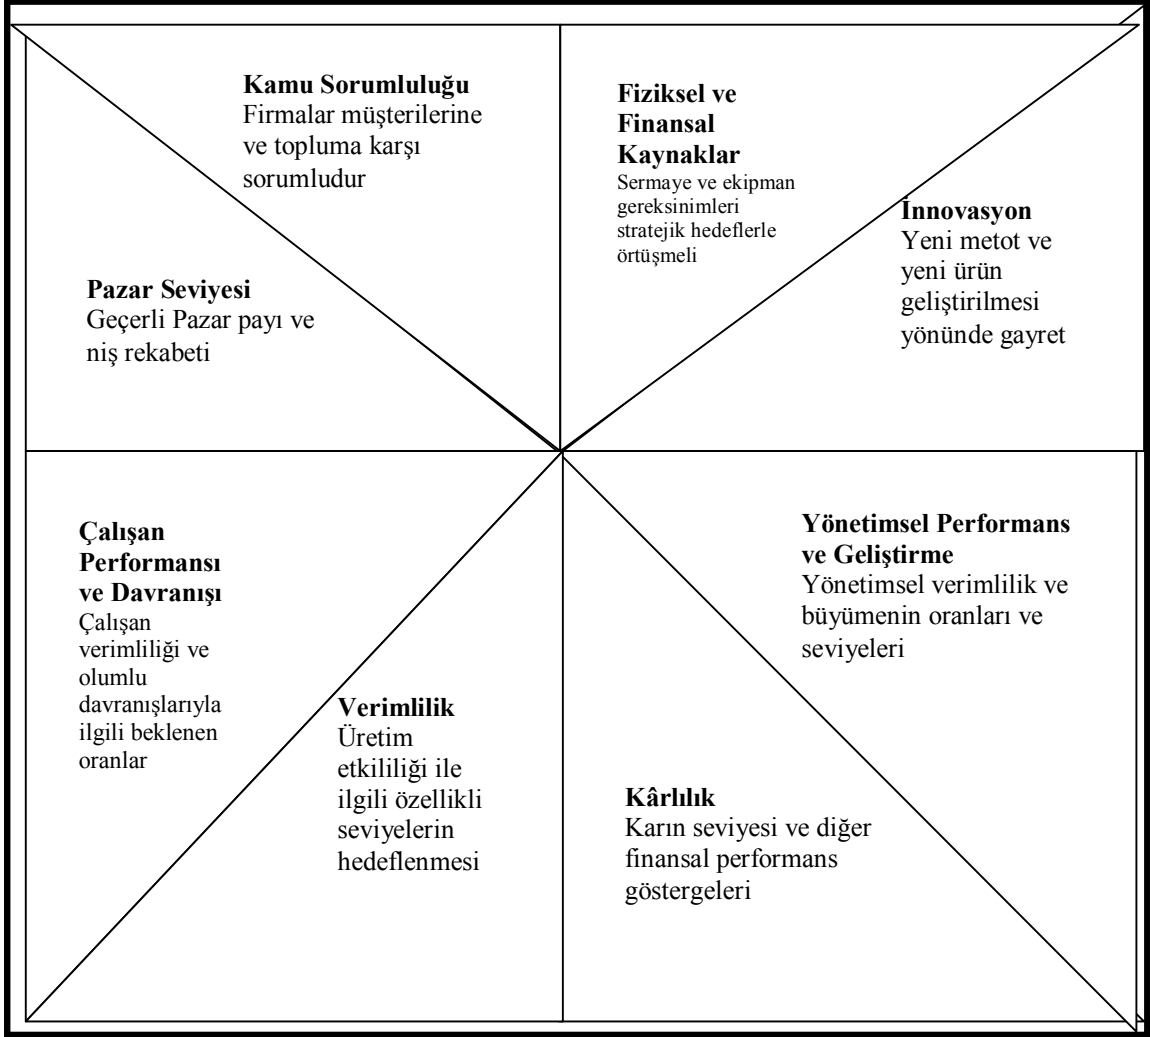 Kamu Sorumluluğu
Firmalar müşterilerine
ve topluma karşı
sorumludur
Fiziksel ve
Finansal
Kaynaklar
Sermaye ve ekipman
gereksinimleri
stratejik hedeflerle
örtüşmeli
İnnovasyon
Yeni metot ve
yeni ürün
geliştirilmesi
yönünde gayret
Pazar Seviyesi
Geçerli Pazar payı ve
niş rekabeti
Çalışan
Performansı
ve Davranışı
Çalışan
verimliliği ve
olumlu
davranışlarıyla
ilgili beklenen
oranlar
Verimlilik
Üretim
etkililiği ile
ilgili özellikli
seviyelerin
hedeflenmesi
Kârlılık
Karın seviyesi ve diğer
finansal performans
göstergeleri
Yönetimsel Performans
ve Geliştirme
Yönetimsel verimlilik ve
büyümenin oranları ve
seviyeleri